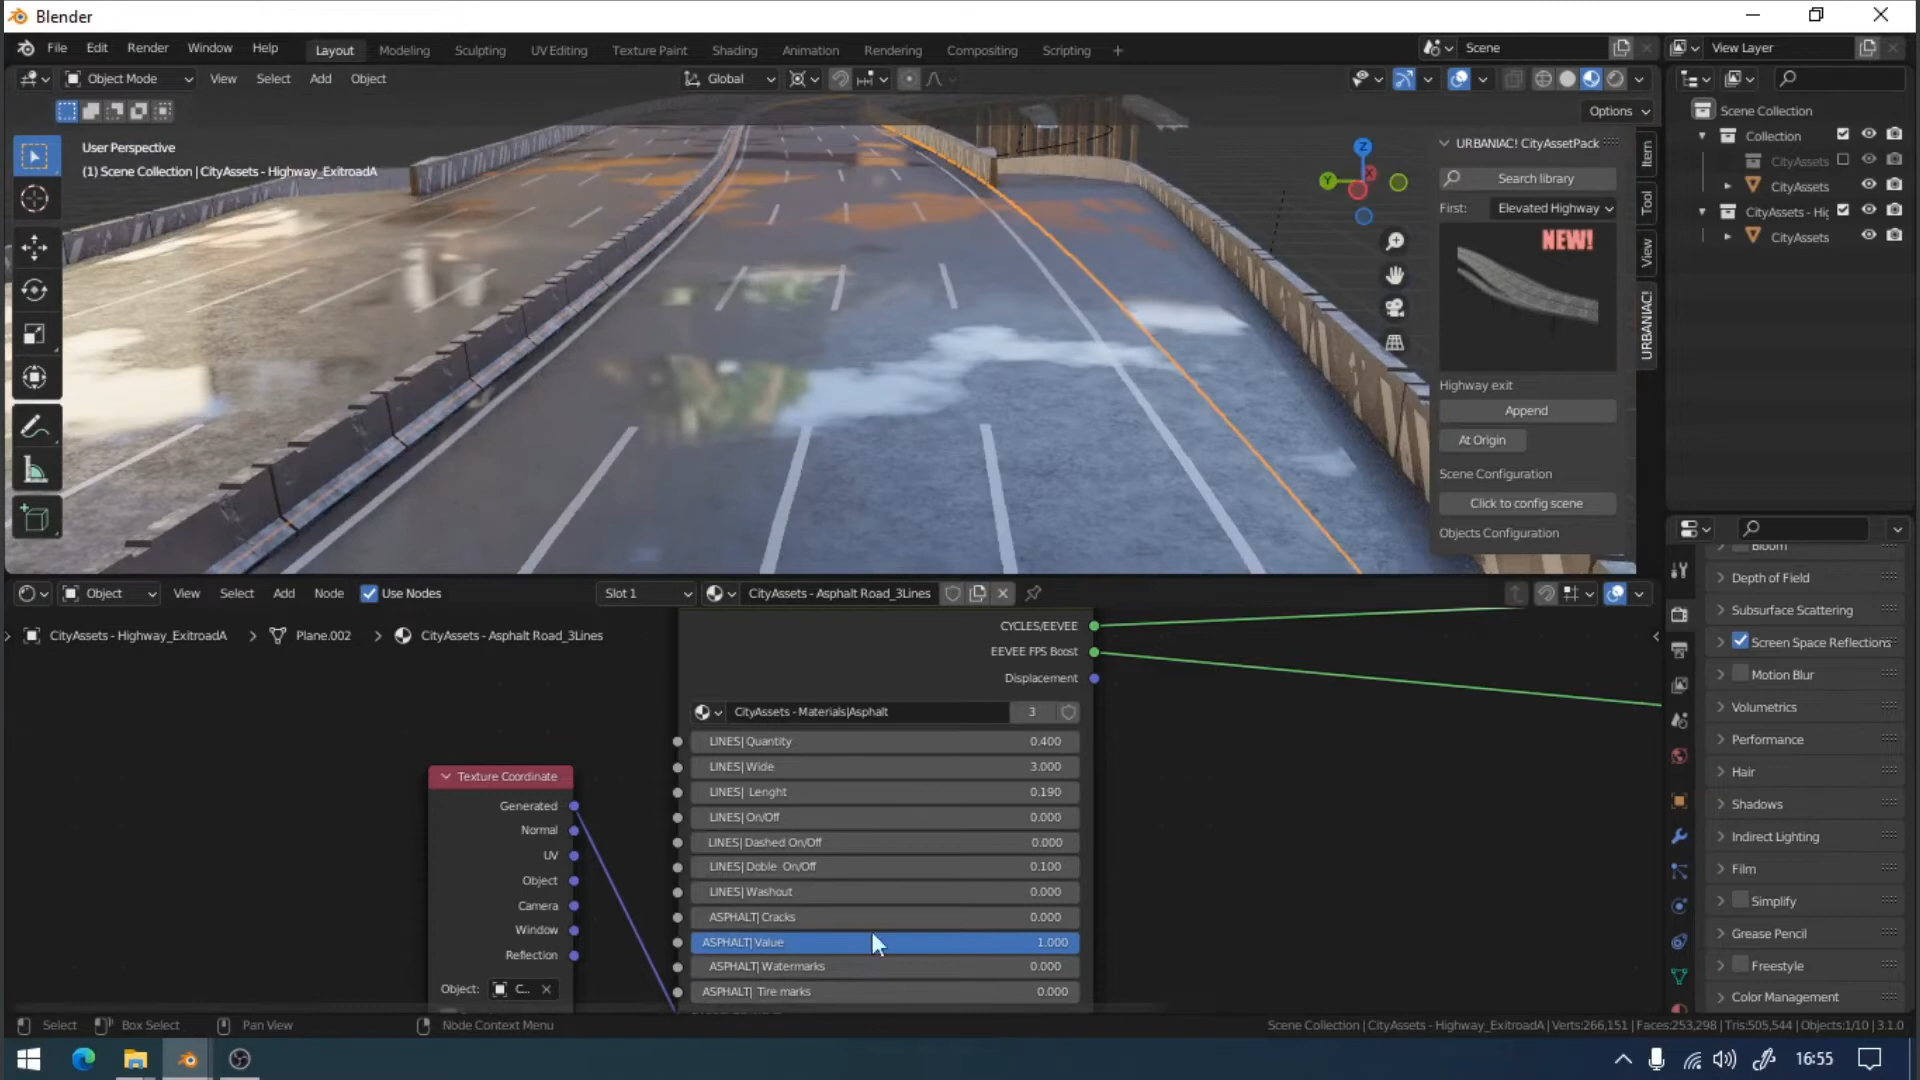 Blender
File Edit Render Window Help Layout Modeling Sculpting UV Editing Texture Paint Shading Animation Rendering Compositing Scripting + Scene View Layer
Object Mode View Select Add Object Global
Options
User Perspective
(1) Scene Collection | CityAssets - Highway_ExitroadA
Z
Y
X
URBANIAC! CityAssetPack
Search library
First: Elevated Highway
NEW!
Highway exit
Append
At Origin
Scene Configuration
Click to config scene
Objects Configuration
Item
Tool
View
URBANIAC!
Scene Collection
Collection
CityAssets
CityAssets
CityAssets - Hig
CityAssets
Object View Select Add Node Use Nodes Slot 1 CityAssets - Asphalt Road_3Lines
CityAssets - Highway_ExitroadA > Plane.002 > CityAssets - Asphalt Road_3Lines
CYCLES/EEVEE
EEVEE FPS Boost
Displacement
CityAssets - Materials|Asphalt 3
LINES| Quantity 0.400
LINES| Wide 3.000
LINES| Lenght 0.190
LINES| On/Off 0.000
LINES| Dashed On/Off 0.000
LINES| Doble On/Off 0.100
LINES| Washout 0.000
ASPHALT| Cracks 0.000
ASPHALT| Value 1.000
ASPHALT| Watermarks 0.000
ASPHALT| Tire marks 0.000
Texture Coordinate
Generated
Normal
UV
Object
Camera
Window
Reflection
Object: C..
Bloom
Depth of Field
Subsurface Scattering
Screen Space Reflections
Motion Blur
Volumetrics
Performance
Hair
Shadows
Indirect Lighting
Film
Simplify
Grease Pencil
Freestyle
Color Management
Select Box Select Pan View Node Context Menu Scene Collection | CityAssets - Highway_ExitroadA | Verts:266,151 | Faces:253,298 | Tris:505,544 | Objects:1/10 | 3.1.0
16:55